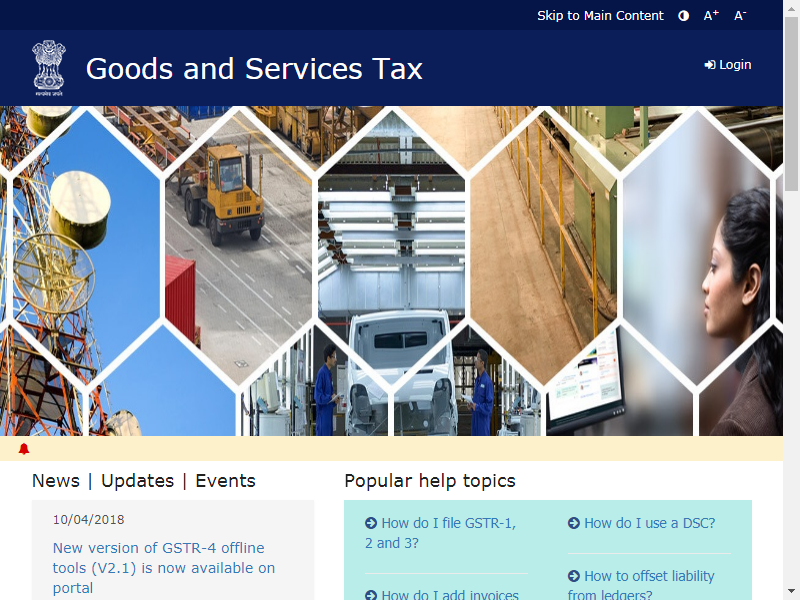 Skip to Main Content A+ A-
Goods and Services Tax
Login
News | Updates | Events
10/04/2018
New version of GSTR-4 offline
tools (V2.1) is now available on
portal
Popular help topics
How do I file GSTR-1,
2 and 3?
How do I add invoices
How do I use a DSC?
How to offset liability
from ledgers?